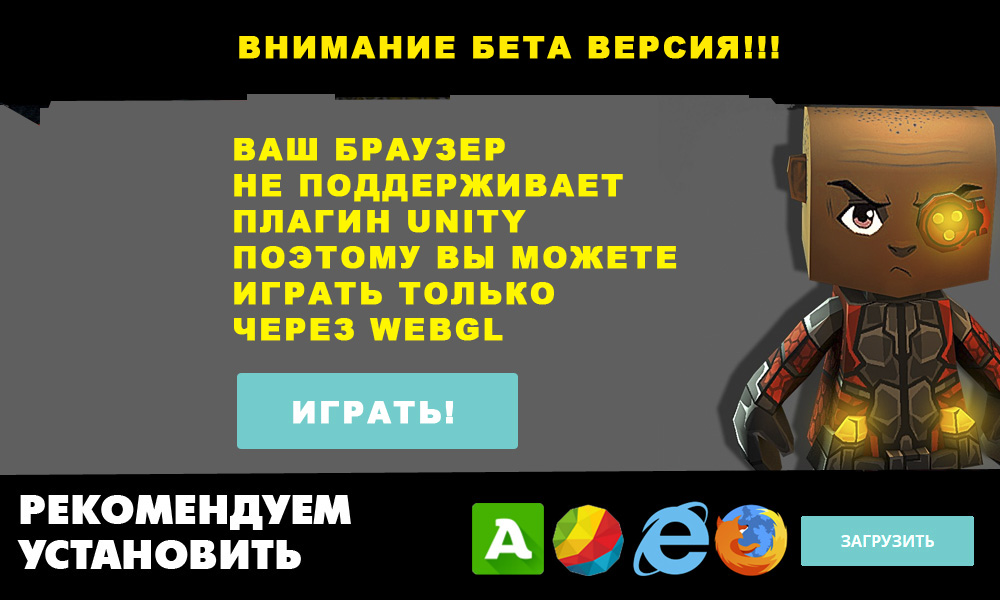 ВНИМАНИЕ БЕТА ВЕРСИЯ!!!
ВАШ БРАУЗЕР
НЕ ПОДДЕРЖИВАЕТ
ПЛАГИН UNITY
ПОЭТОМУ ВЫ МОЖЕТЕ
ИГРАТЬ ТОЛЬКО
ЧЕРЕЗ WEBGL
ИГРАТЬ!
РЕКОМЕНДУЕМ
УСТАНОВИТЬ
А
ЗАГРУЗИТЬ